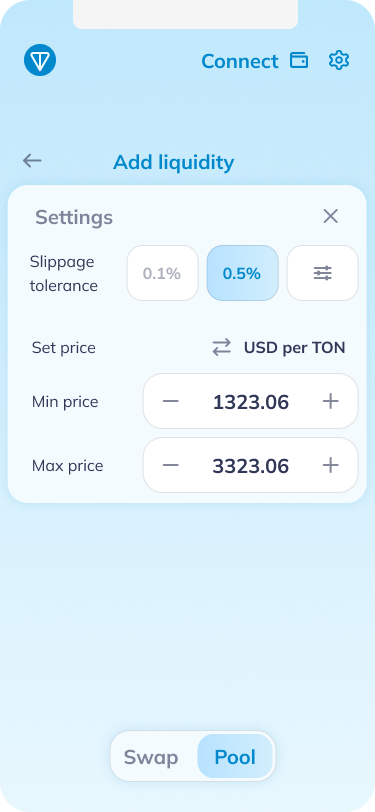 Connect
Add liquidity
Settings
Slippage
tolerance
0.1%
0.5%
Set price
USD per TON
Min price
1323.06
Max price
3323.06
Swap
Pool